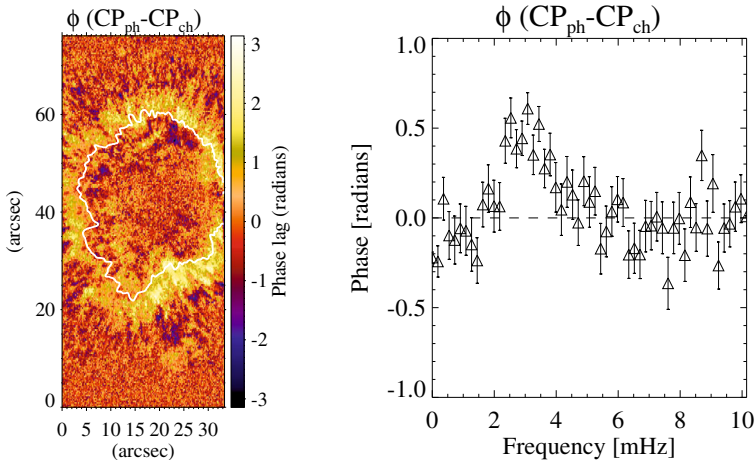 ϕ (CP_ph-CP_ch)
60
40
20
0
(arcsec)
0 5 10 15 20 25 30
(arcsec)
3
2
1
0
-1
-2
-3
Phase lag (radians)
ϕ (CP_ph-CP_ch)
1.0
0.5
0.0
-0.5
-1.0
Phase [radians]
0 2 4 6 8 10
Frequency [mHz]